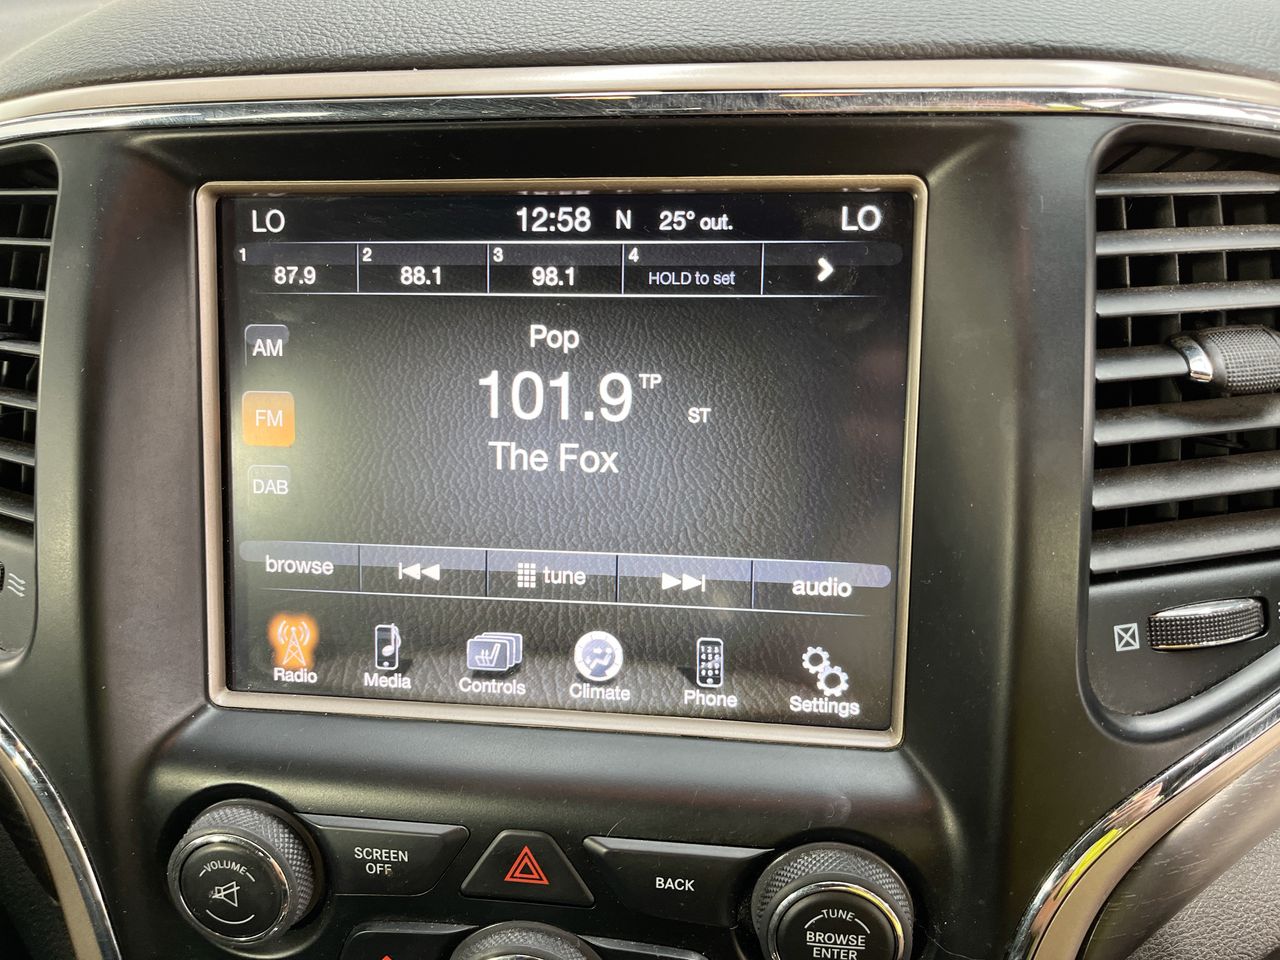 LO 12:58 N 25° out. LO
1 87.9 2 88.1 3 98.1 4 HOLD to set
Pop
AM
101.9 TP
ST
FM
The Fox
DAB
browse tune audio
Radio Media Controls Climate Phone Settings
VOLUME
SCREEN
OFF
BACK
TUNE
BROWSE
ENTER